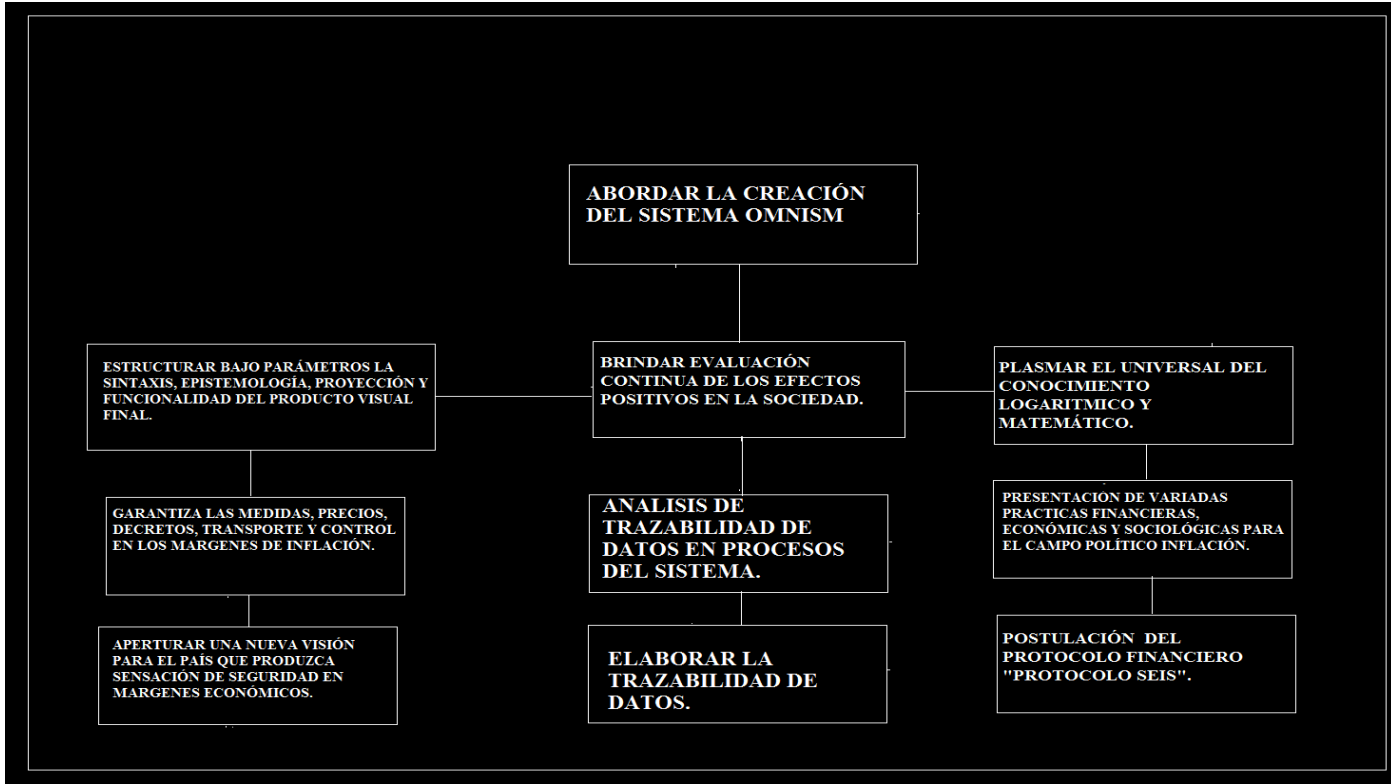 ABORDAR LA CREACIÓN
DEL SISTEMA OMNISM
ESTRUCTURAR BAJO PARÁMETROS LA
SINTAXIS, EPISTEMOLOGÍA, PROYECCIÓN Y
FUNCIONALIDAD DEL PRODUCTO VISUAL
FINAL.
BRINDAR EVALUACIÓN
CONTINUA DE LOS EFECTOS
POSITIVOS EN LA SOCIEDAD.
PLASMAR EL UNIVERSAL DEL
CONOCIMIENTO
LOGARITMICO Y
MATEMÁTICO.
GARANTIZA LAS MEDIDAS, PRECIOS,
DECRETOS, TRANSPORTE Y CONTROL
EN LOS MARGENES DE INFLACIÓN.
ANALISIS DE
TRAZABILIDAD DE
DATOS EN PROCESOS
DEL SISTEMA.
PRESENTACIÓN DE VARIADAS
PRACTICAS FINANCIERAS,
ECONÓMICAS Y SOCIOLÓGICAS PARA
EL CAMPO POLÍTICO INFLACIÓN.
APERTURAR UNA NUEVA VISIÓN
PARA EL PAÍS QUE PRODUZCA
SENSACIÓN DE SEGURIDAD EN
MARGENES ECONÓMICOS.
ELABORAR LA
TRAZABILIDAD DE
DATOS.
POSTULACIÓN DEL
PROTOCOLO FINANCIERO
"PROTOCOLO SEIS".